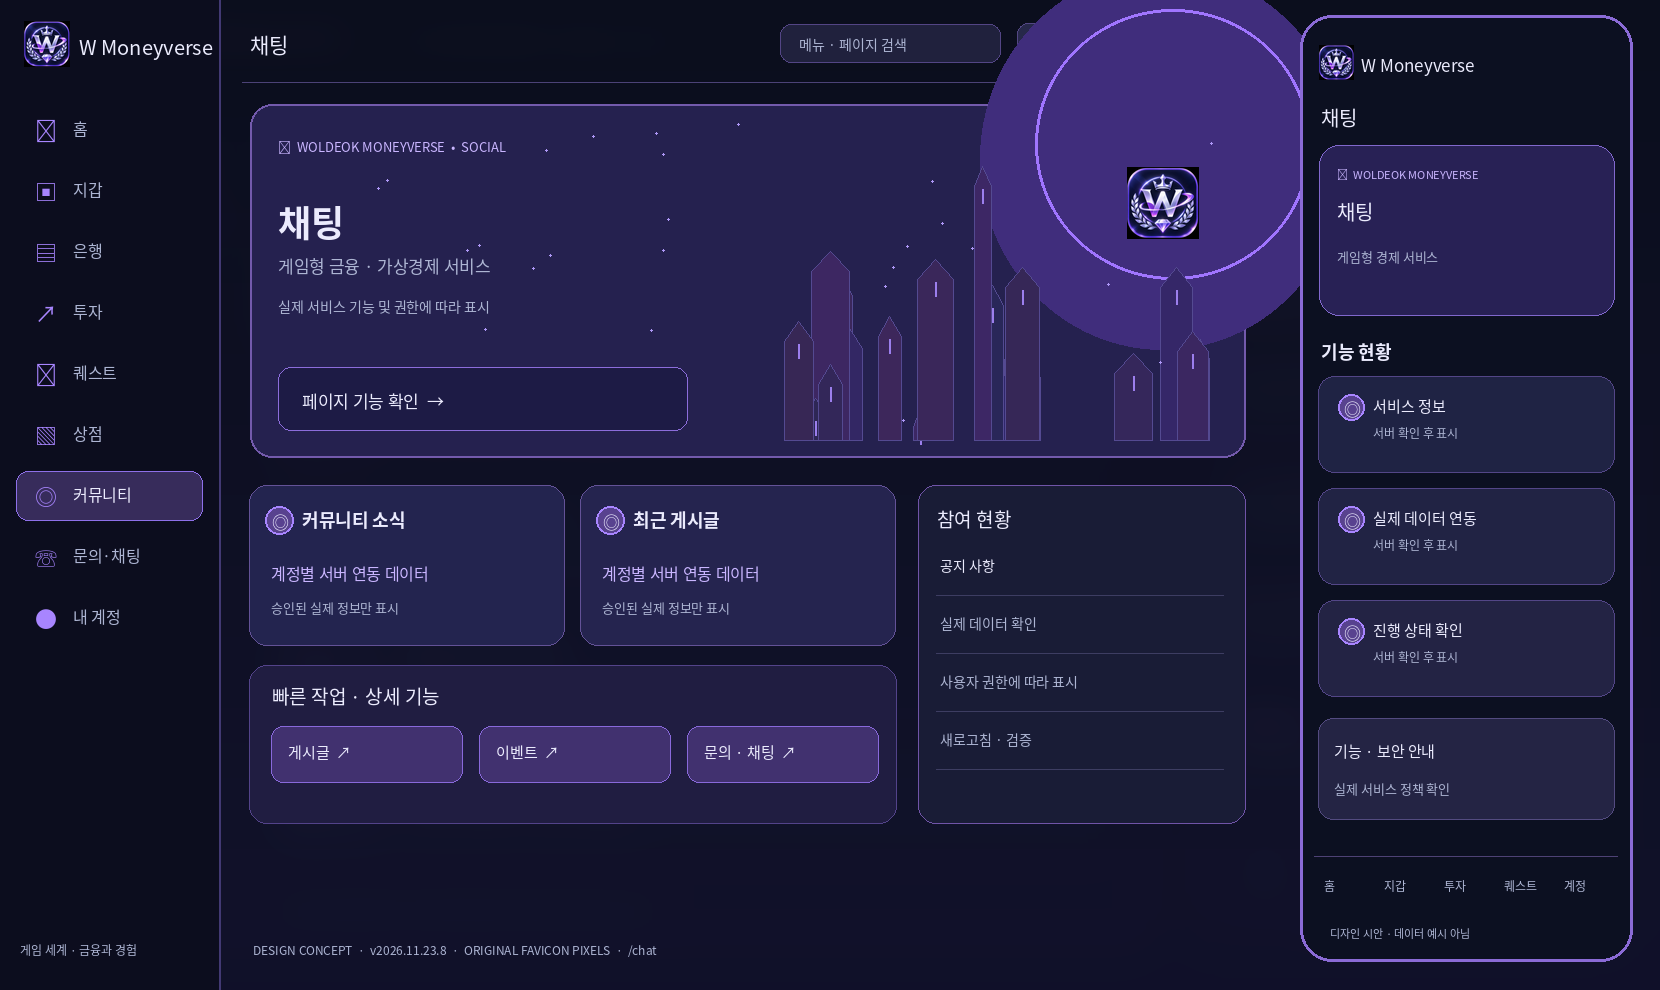 W Moneyverse
홈
지갑
은행
투자
퀘스트
상점
커뮤니티
문의·채팅
내 계정
게임 세계 · 금융과 경험
채팅
메뉴 · 페이지 검색
WOLDEOK MONEYVERSE • SOCIAL
채팅
게임형 금융 · 가상경제 서비스
실제 서비스 기능 및 권한에 따라 표시
페이지 기능 확인 →
W
커뮤니티 소식
계정별 서버 연동 데이터
승인된 실제 정보만 표시
최근 게시글
계정별 서버 연동 데이터
승인된 실제 정보만 표시
빠른 작업 · 상세 기능
게시글 ↗
이벤트 ↗
문의 · 채팅 ↗
참여 현황
공지 사항
실제 데이터 확인
사용자 권한에 따라 표시
새로고침 · 검증
DESIGN CONCEPT · v2026.11.23.8 · ORIGINAL FAVICON PIXELS · /chat
W Moneyverse
채팅
WOLDEOK MONEYVERSE
채팅
게임형 경제 서비스
기능 현황
서비스 정보
서버 확인 후 표시
실제 데이터 연동
서버 확인 후 표시
진행 상태 확인
서버 확인 후 표시
기능 · 보안 안내
실제 서비스 정책 확인
홈 지갑 투자 퀘스트 계정
디자인 시안 · 데이터 예시 아님